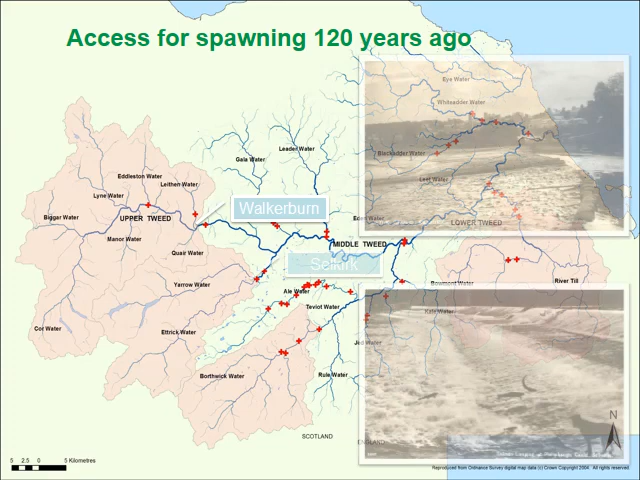 Access for spawning 120 years ago
Eye Water
Whiteadder Water
Leader Water
Gala Water
Blackadder Water
Eddleston Water
Leithen Water
Leet Water
Lyne Water
Walkerburn
Biggar Water
UPPER TWEED
Eden Water
LOWER TWEED
Manor Water
MIDDLE TWEED
Quair Water
Selkirk
Yarrow Water
Ale Water
Bowmont Water
River Till
Teviot Water
Kale Water
Cor Water
Ettrick Water
Jed Water
Borthwick Water
Rule Water
N
SCOTLAND
ENGLAND
5 2.5 0 5 Kilometres
Reproduced from Ordnance Survey digital map data (c) Crown Copyright 2004. All rights reserved